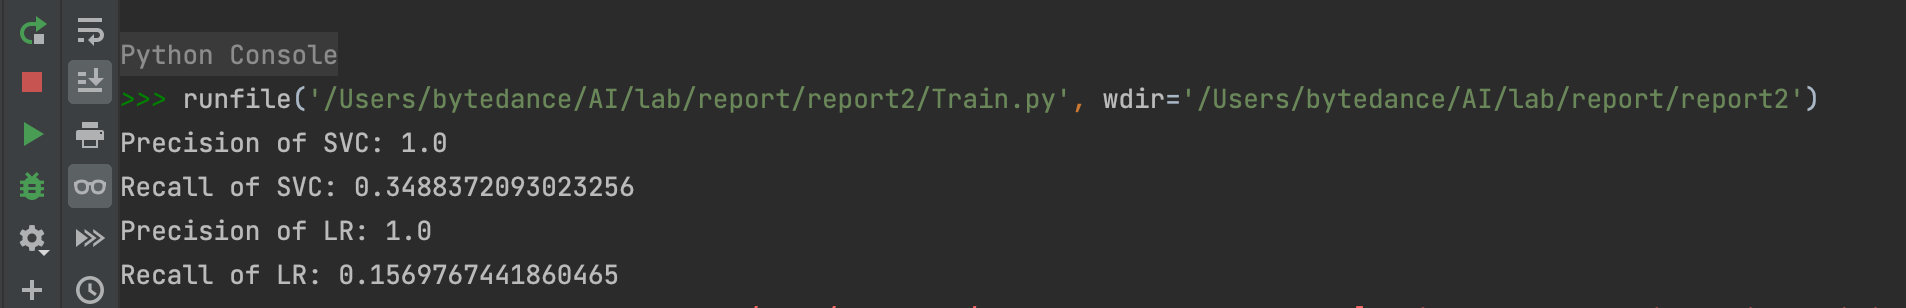 Python Console
>>> runfile('/Users/bytedance/AI/lab/report/report2/Train.py', wdir='/Users/bytedance/AI/lab/report/report2')
Precision of SVC: 1.0
Recall of SVC: 0.3488372093023256
Precision of LR: 1.0
Recall of LR: 0.1569767441860465